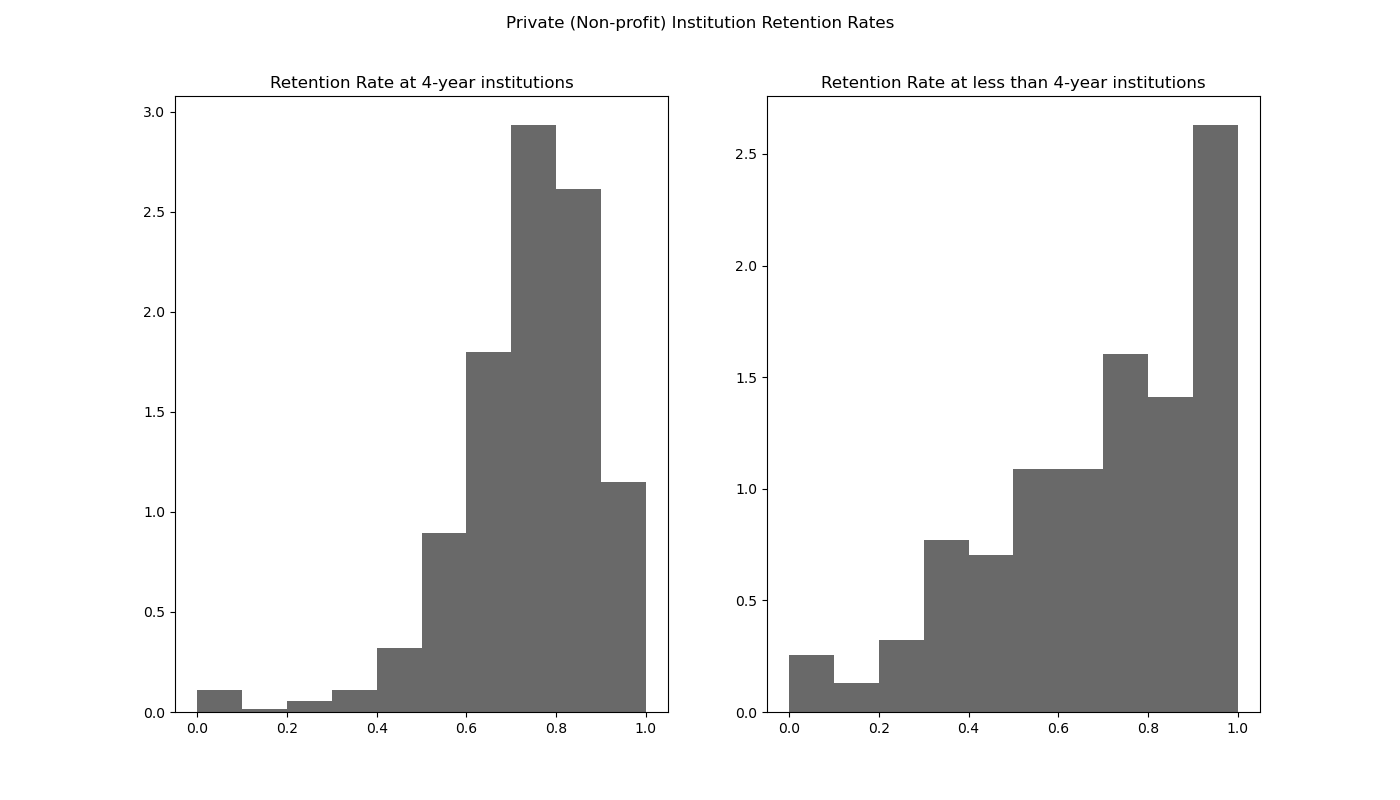 Private (Non-profit) Institution Retention Rates
Retention Rate at 4-year institutions
3.0
2.5
2.0
1.5
1.0
0.5
0.0
0.0 0.2 0.4 0.6 0.8 1.0
Retention Rate at less than 4-year institutions
2.5
2.0
1.5
1.0
0.5
0.0
0.0 0.2 0.4 0.6 0.8 1.0